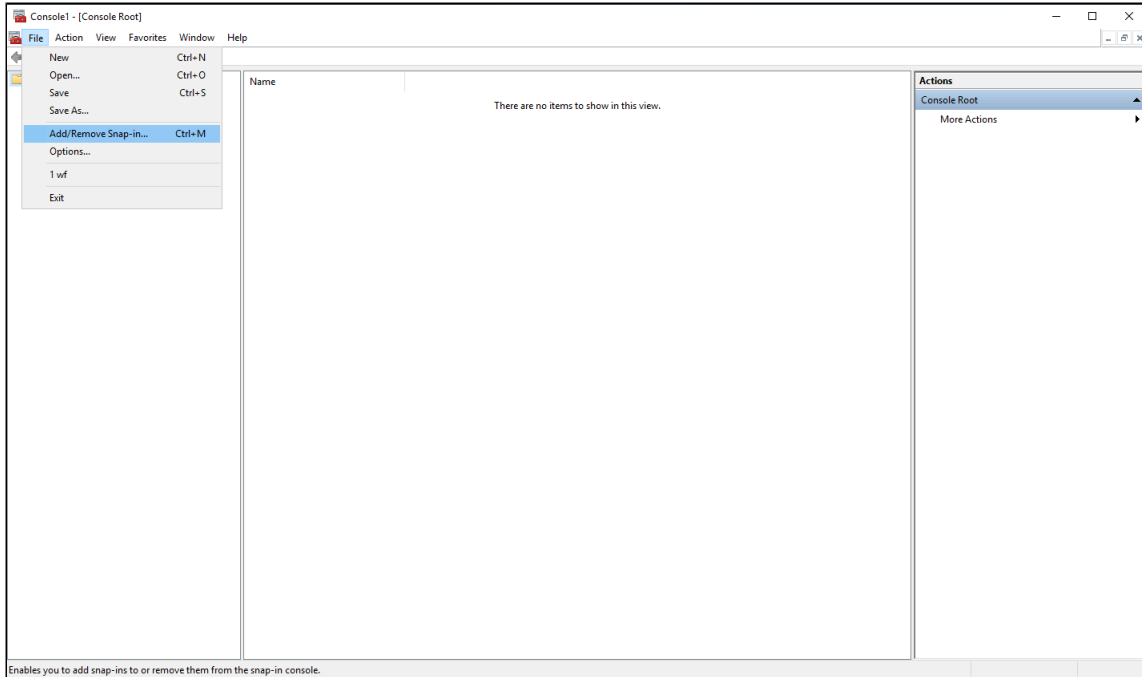 Console1 - [Console Root]
File Action View Favorites Window Help
New Ctrl+N
Open... Ctrl+O
Save Ctrl+S
Save As...
Add/Remove Snap-in... Ctrl+M
Options...
1 wf
Exit
Name
There are no items to show in this view.
Actions
Console Root
More Actions
Enables you to add snap-ins to or remove them from the snap-in console.